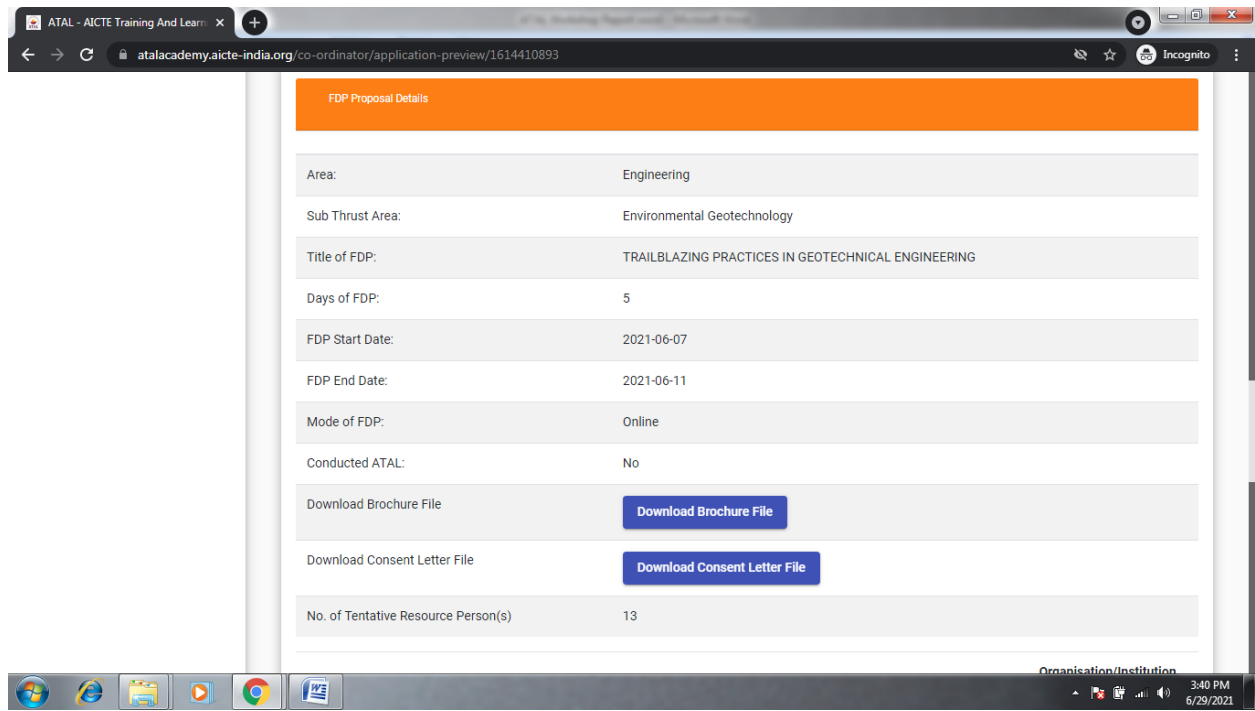 ATAL - AICTE Training And Learn
atalacademy.aicte-india.org/co-ordinator/application-preview/1614410893
Incognito
FDP Proposal Details
Area: Engineering
Sub Thrust Area: Environmental Geotechnology
Title of FDP: TRAILBLAZING PRACTICES IN GEOTECHNICAL ENGINEERING
Days of FDP: 5
FDP Start Date: 2021-06-07
FDP End Date: 2021-06-11
Mode of FDP: Online
Conducted ATAL: No
Download Brochure File Download Brochure File
Download Consent Letter File Download Consent Letter File
No. of Tentative Resource Person(s) 13
Organisation/Institution
3:40 PM
6/29/2021